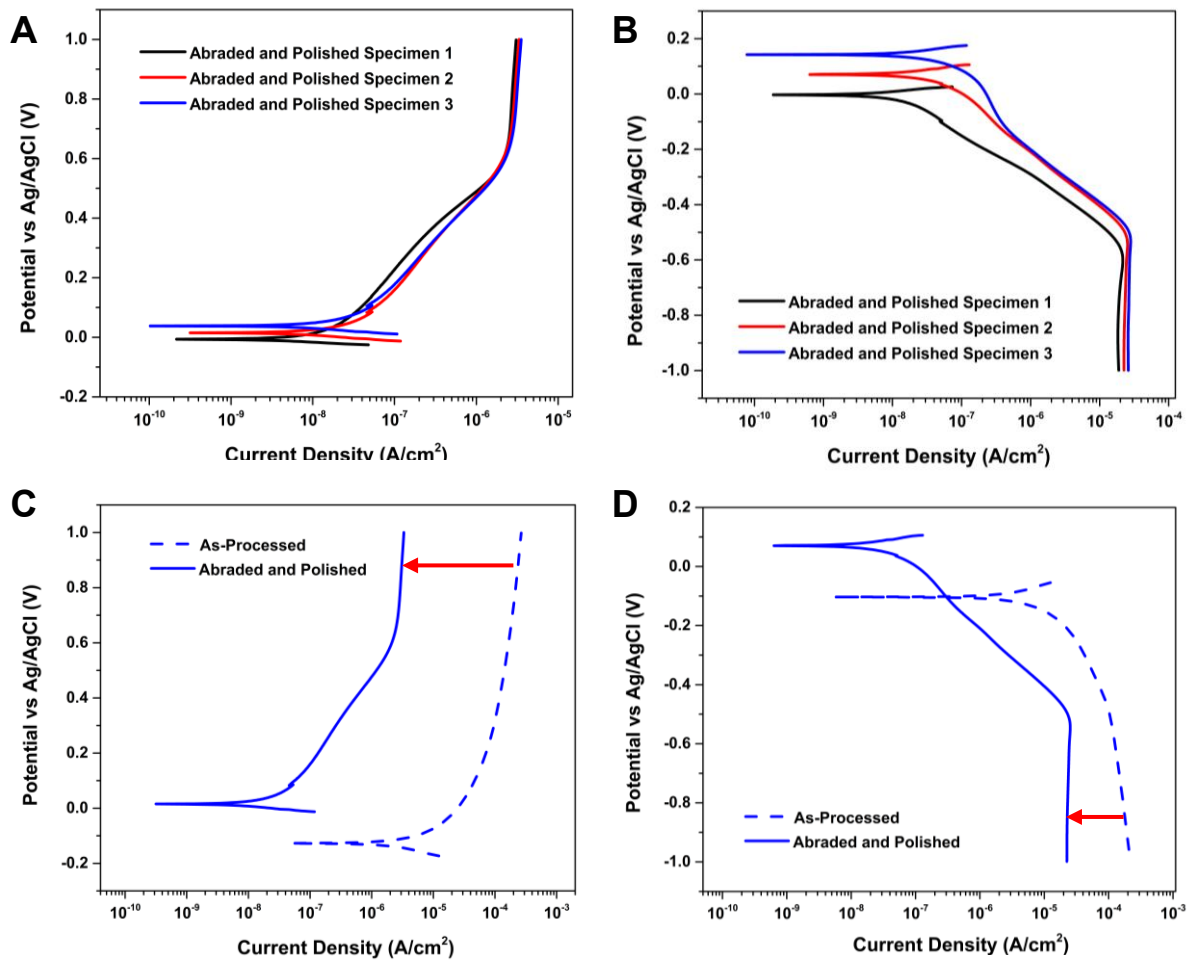 A
1.0
0.8
0.6
0.4
0.2
0.0
-0.2
Potential vs Ag/AgCl (V)
Abraded and Polished Specimen 1
Abraded and Polished Specimen 2
Abraded and Polished Specimen 3
10⁻¹⁰ 10⁻⁹ 10⁻⁸ 10⁻⁷ 10⁻⁶ 10⁻⁵
Current Density (A/cm²)
B
0.2
0.0
-0.2
-0.4
-0.6
-0.8
-1.0
Potential vs Ag/AgCl (V)
Abraded and Polished Specimen 1
Abraded and Polished Specimen 2
Abraded and Polished Specimen 3
10⁻¹⁰ 10⁻⁹ 10⁻⁸ 10⁻⁷ 10⁻⁶ 10⁻⁵ 10⁻⁴
Current Density (A/cm²)
C
1.0
0.8
0.6
0.4
0.2
0.0
-0.2
Potential vs Ag/AgCl (V)
As-Processed
Abraded and Polished
10⁻¹⁰ 10⁻⁹ 10⁻⁸ 10⁻⁷ 10⁻⁶ 10⁻⁵ 10⁻⁴ 10⁻³
Current Density (A/cm²)
D
0.2
0.0
-0.2
-0.4
-0.6
-0.8
-1.0
Potential vs Ag/AgCl (V)
As-Processed
Abraded and Polished
10⁻¹⁰ 10⁻⁹ 10⁻⁸ 10⁻⁷ 10⁻⁶ 10⁻⁵ 10⁻⁴ 10⁻³
Current Density (A/cm²)